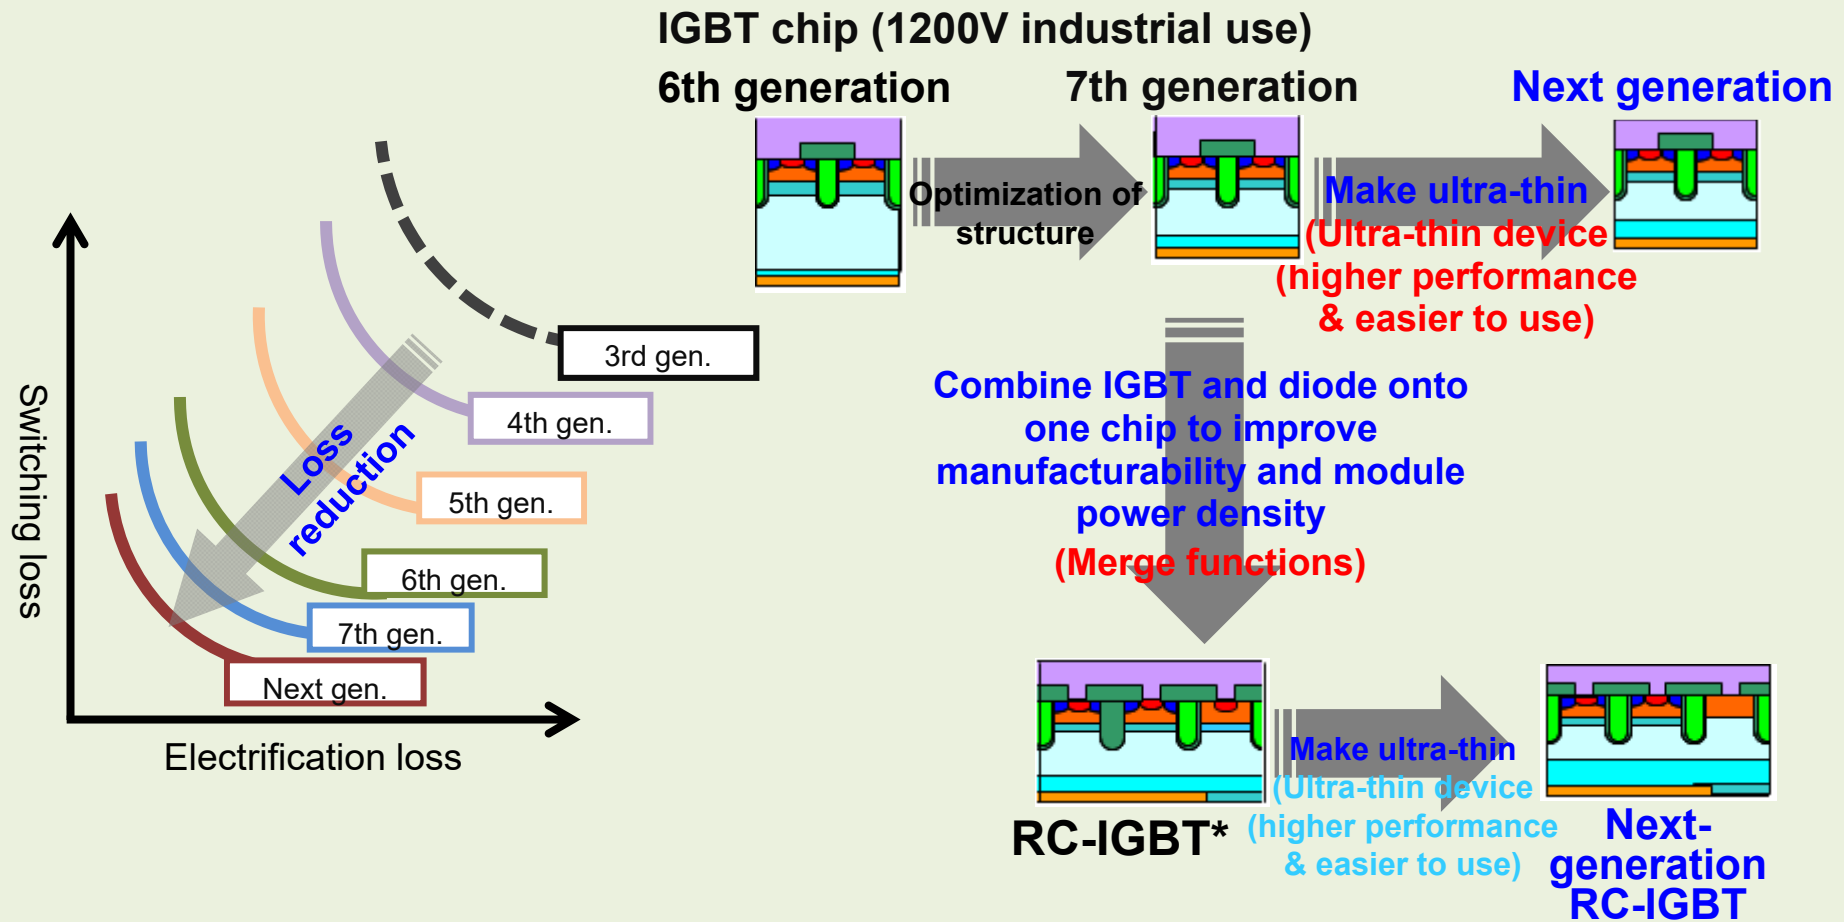 IGBT chip (1200V industrial use)
6th generation
7th generation
Next generation
Optimization of
structure
Make ultra-thin
(Ultra-thin device
(higher performance
& easier to use)
Switching loss
3rd gen.
4th gen.
5th gen.
6th gen.
7th gen.
Next gen.
Loss
reduction
Electrification loss
Combine IGBT and diode onto
one chip to improve
manufacturability and module
power density
(Merge functions)
RC-IGBT*
Make ultra-thin
(Ultra-thin device
(higher performance
& easier to use)
Next-
generation
RC-IGBT